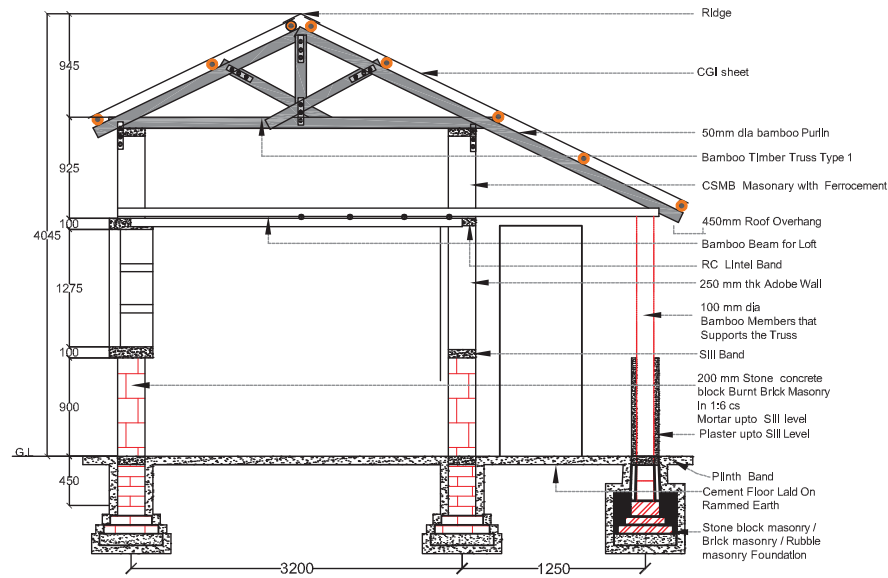 RIdge
945
CGI sheet
50mm dIa bamboo PurlIn
Bamboo TImber Truss Type 1
925
CSMB Masonary wIth Ferrocement
100
4045
450mm Roof Overhang
Bamboo Beam for Loft
RC LIntel Band
1275
250 mm thk Adobe Wall
100 mm dia
Bamboo Members that
Supports the Truss
100
SIll Band
200 mm Stone concrete
block Burnt Brick Masonry
In 1:6 cs
Mortar upto SIll level
900
Plaster upto SIll Level
G.L
450
PlInth Band
Cement Floor LaId On
Rammed Earth
Stone block masonry /
BrIck masonry / Rubble
masonry Foundation
3200
1250